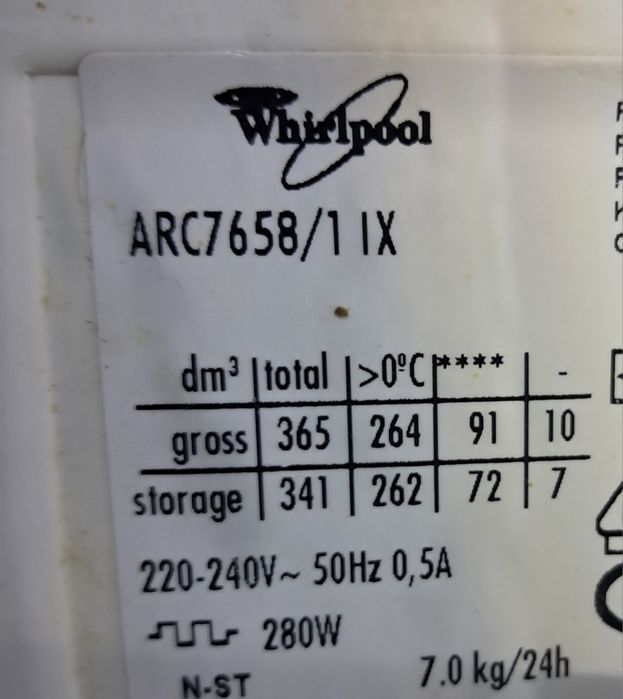 Whirlpool
ARC7658/1 IX
dm³ total >0ºC **** -
gross 365 264 91 10
storage 341 262 72 7
220-240V~ 50Hz 0,5A
280W
N-ST
7.0 kg/24h